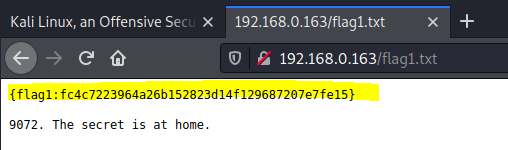 Kali Linux, an Offensive Secu
192.168.0.163/flag1.txt
192.168.0.163/flag1.txt
{flag1:fc4c7223964a26b152823d14f129687207e7fe15}
9072. The secret is at home.